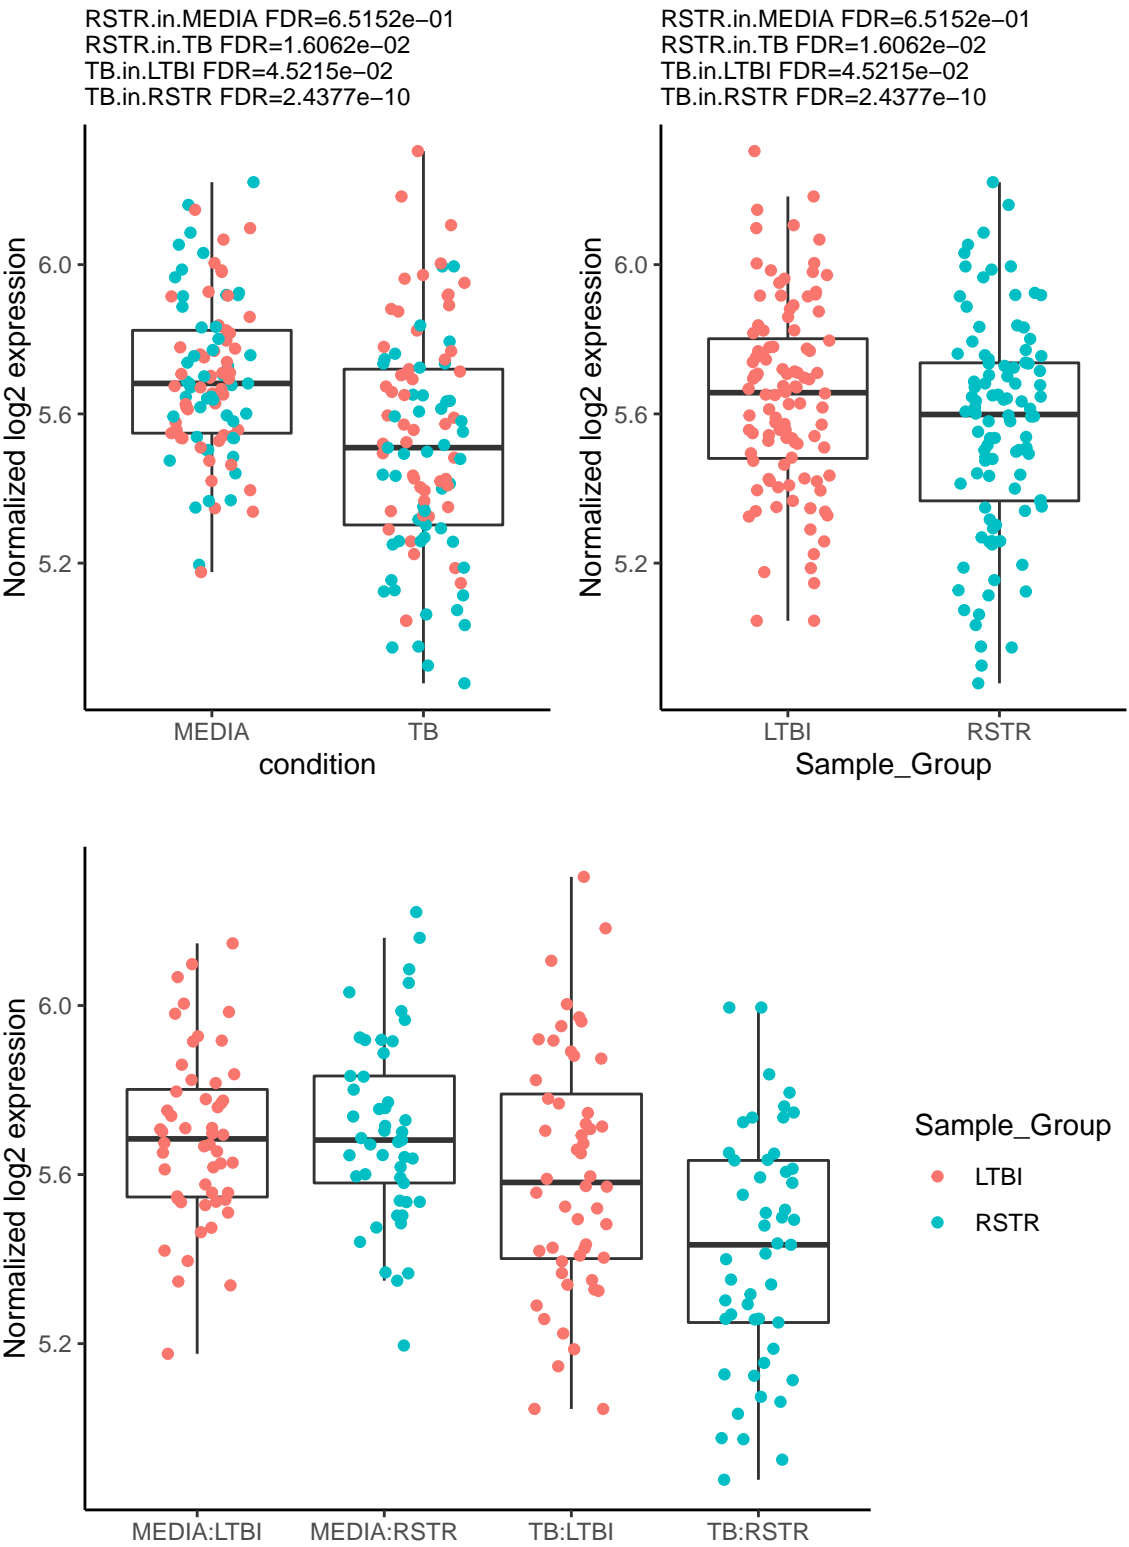 RSTR.in.MEDIA FDR=6.5152e−01
RSTR.in.TB FDR=1.6062e−02
TB.in.LTBI FDR=4.5215e−02
TB.in.RSTR FDR=2.4377e−10
Normalized log2 expression
6.0
5.6
5.2
MEDIA
TB
condition
RSTR.in.MEDIA FDR=6.5152e−01
RSTR.in.TB FDR=1.6062e−02
TB.in.LTBI FDR=4.5215e−02
TB.in.RSTR FDR=2.4377e−10
Normalized log2 expression
6.0
5.6
5.2
LTBI
RSTR
Sample_Group
Normalized log2 expression
6.0
5.6
5.2
MEDIA:LTBI
MEDIA:RSTR
TB:LTBI
TB:RSTR
Sample_Group
LTBI
RSTR